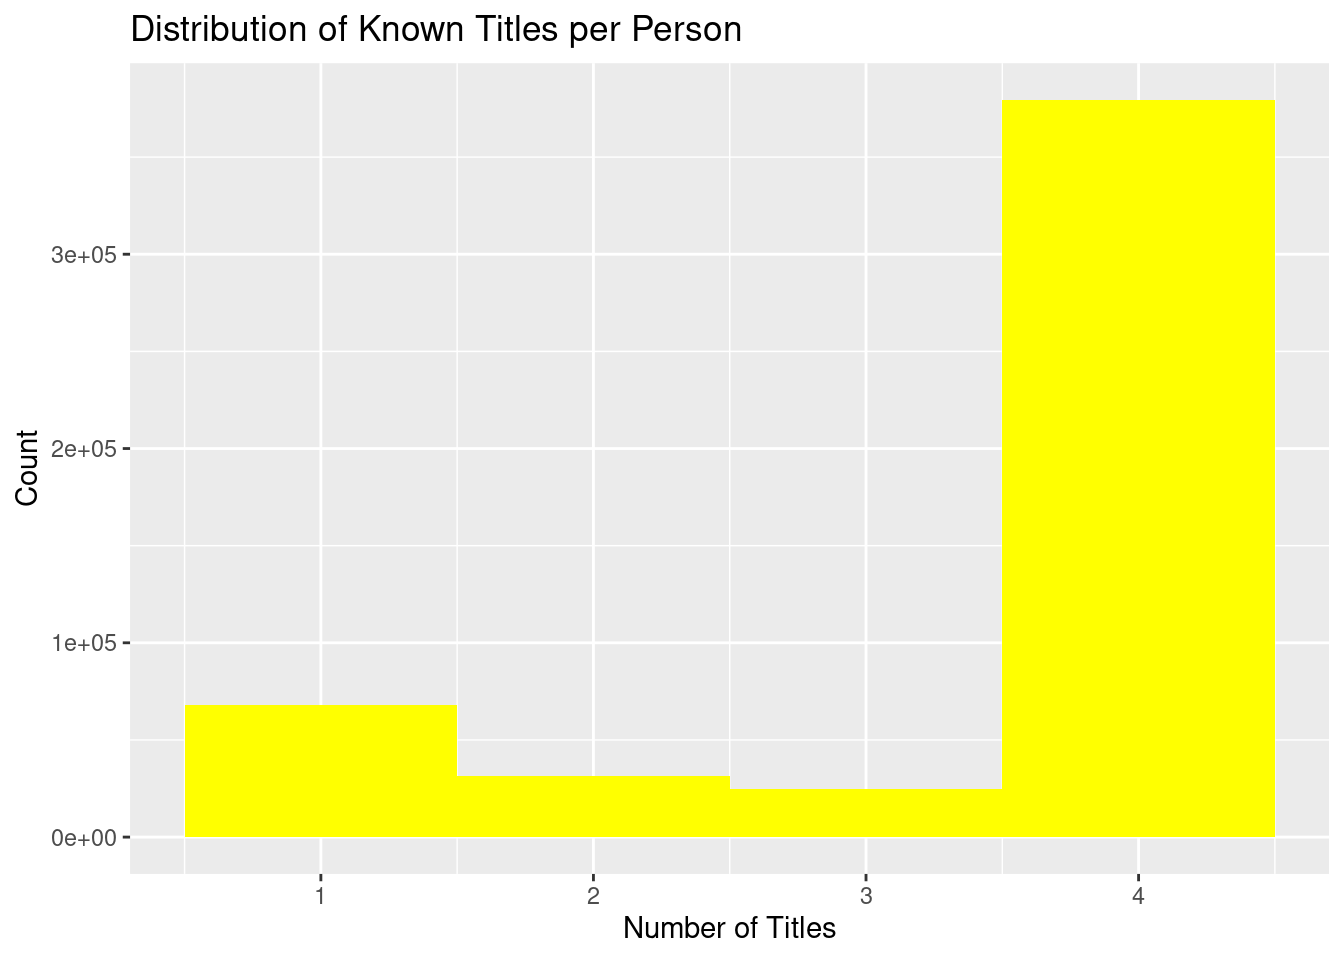 Distribution of Known Titles per Person
Count
3e+05
2e+05
1e+05
0e+00
1 2 3 4
Number of Titles